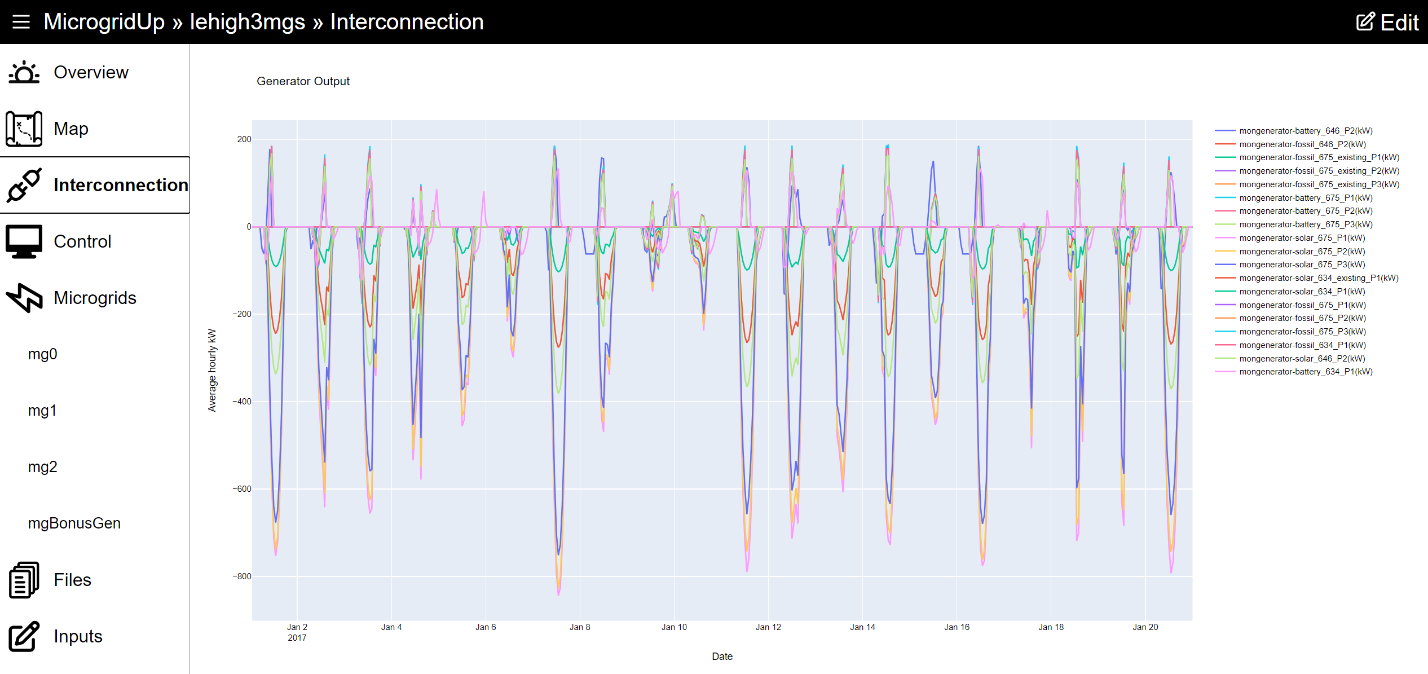 MicrogridUp » lehigh3mgs » Interconnection
Edit
Overview
Map
Interconnection
Control
Microgrids
mg0
mg1
mg2
mgBonusGen
Files
Inputs
Generator Output
200
0
−200
−400
−600
−800
Average hourly kW
Jan 2
2017
Jan 4
Jan 6
Jan 8
Jan 10
Jan 12
Jan 14
Jan 16
Jan 18
Jan 20
Date
mongenerator-battery_646_P2(kW)
mongenerator-fossil_646_P2(kW)
mongenerator-fossil_675_existing_P1(kW)
mongenerator-fossil_675_existing_P2(kW)
mongenerator-fossil_675_existing_P3(kW)
mongenerator-battery_675_P1(kW)
mongenerator-battery_675_P2(kW)
mongenerator-battery_675_P3(kW)
mongenerator-solar_675_P1(kW)
mongenerator-solar_675_P2(kW)
mongenerator-solar_675_P3(kW)
mongenerator-solar_634_existing_P1(kW)
mongenerator-solar_634_P1(kW)
mongenerator-fossil_675_P1(kW)
mongenerator-fossil_675_P2(kW)
mongenerator-fossil_675_P3(kW)
mongenerator-fossil_634_P1(kW)
mongenerator-solar_646_P2(kW)
mongenerator-battery_634_P1(kW)